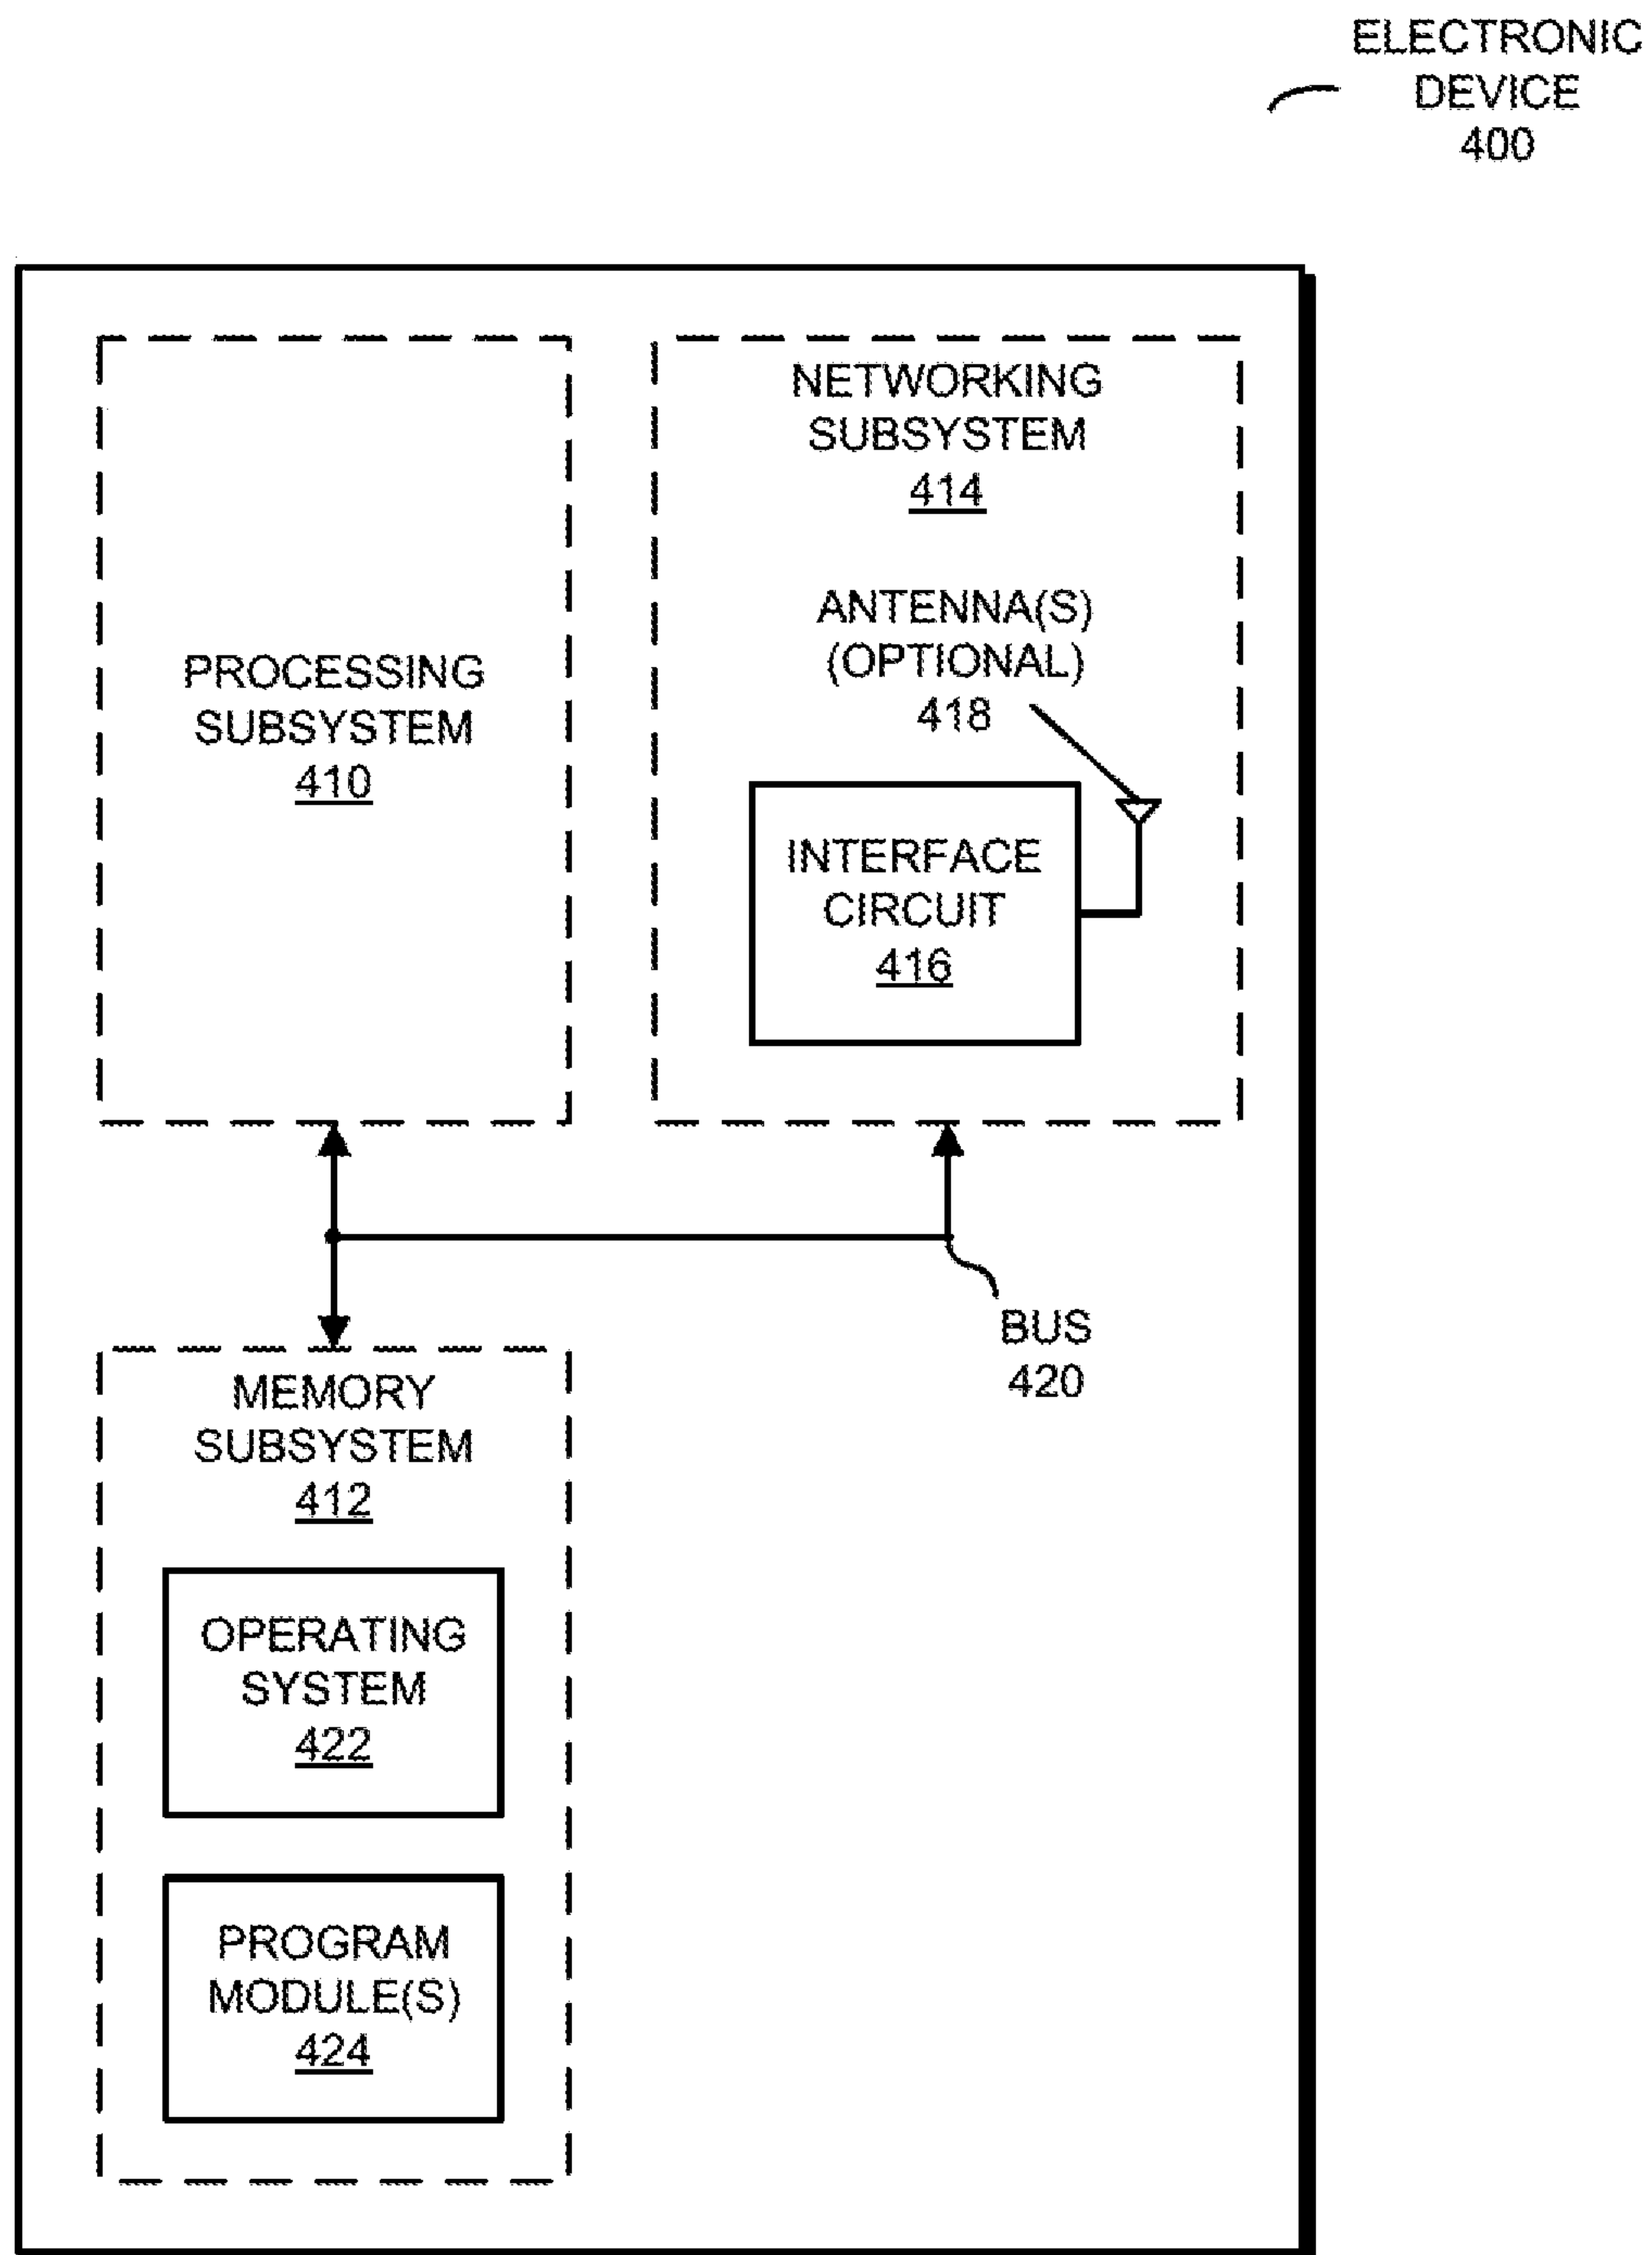 ELECTRONIC
DEVICE
400
PROCESSING
SUBSYSTEM
410
NETWORKING
SUBSYSTEM
414
ANTENNA(S)
(OPTIONAL)
418
INTERFACE
CIRCUIT
416
BUS
420
MEMORY
SUBSYSTEM
412
OPERATING
SYSTEM
422
PROGRAM
MODULE(S)
424